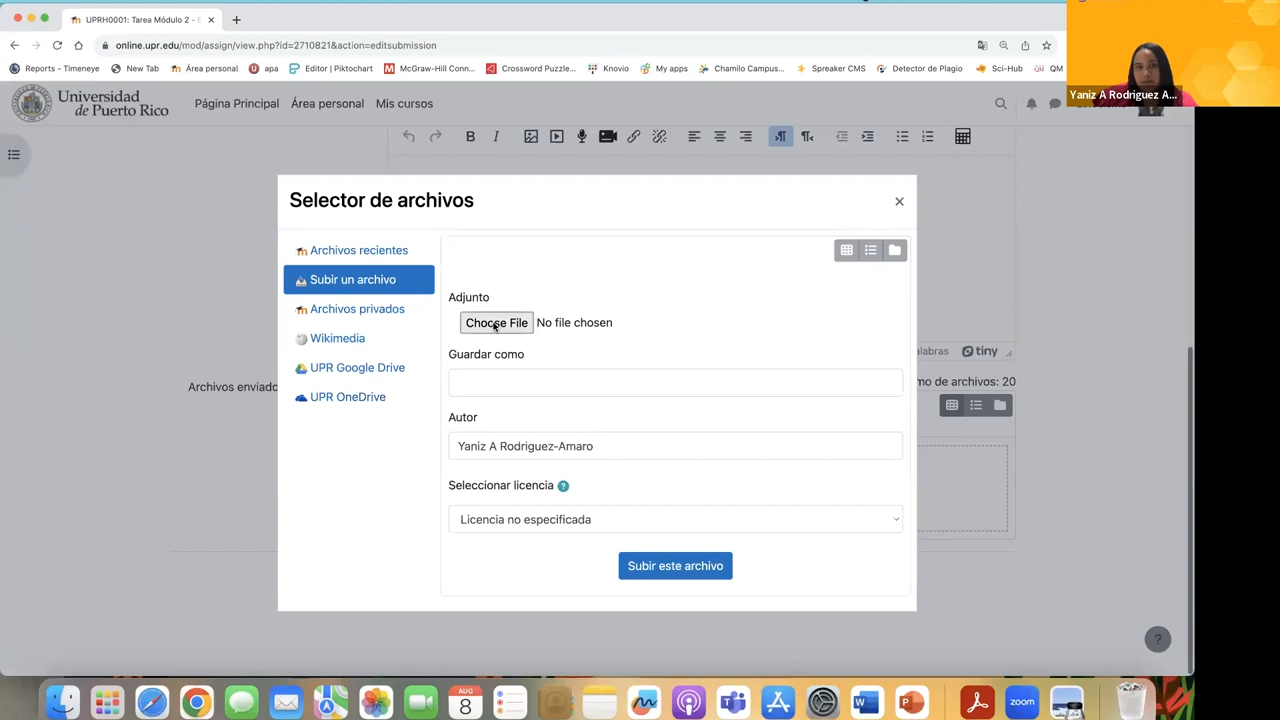 UPRH0001: Tarea Módulo 2 - E
online.upr.edu/mod/assign/view.php?id=2710821&action=editsubmission
Reports – Timeneye
New Tab
Área personal
apa
Editor | Piktochart
McGraw-Hill Conn...
Crossword Puzzle...
Knovio
My apps
Chamilo Campus...
Spreaker CMS
Detector de Plagio
Sci-Hub
QM
Yaniz A Rodriguez A...
Universidad
de Puerto Rico
Página Principal
Área personal
Mis cursos
B I
Selector de archivos
×
Archivos recientes
Subir un archivo
Archivos privados
Wikimedia
UPR Google Drive
UPR OneDrive
Adjunto
Choose File No file chosen
Guardar como
Autor
Yaniz A Rodriguez-Amaro
Seleccionar licencia ?
Licencia no especificada
Subir este archivo
Archivos enviado
alabras
tiny
mo de archivos: 20
?
AUG
8
W
P
zoom